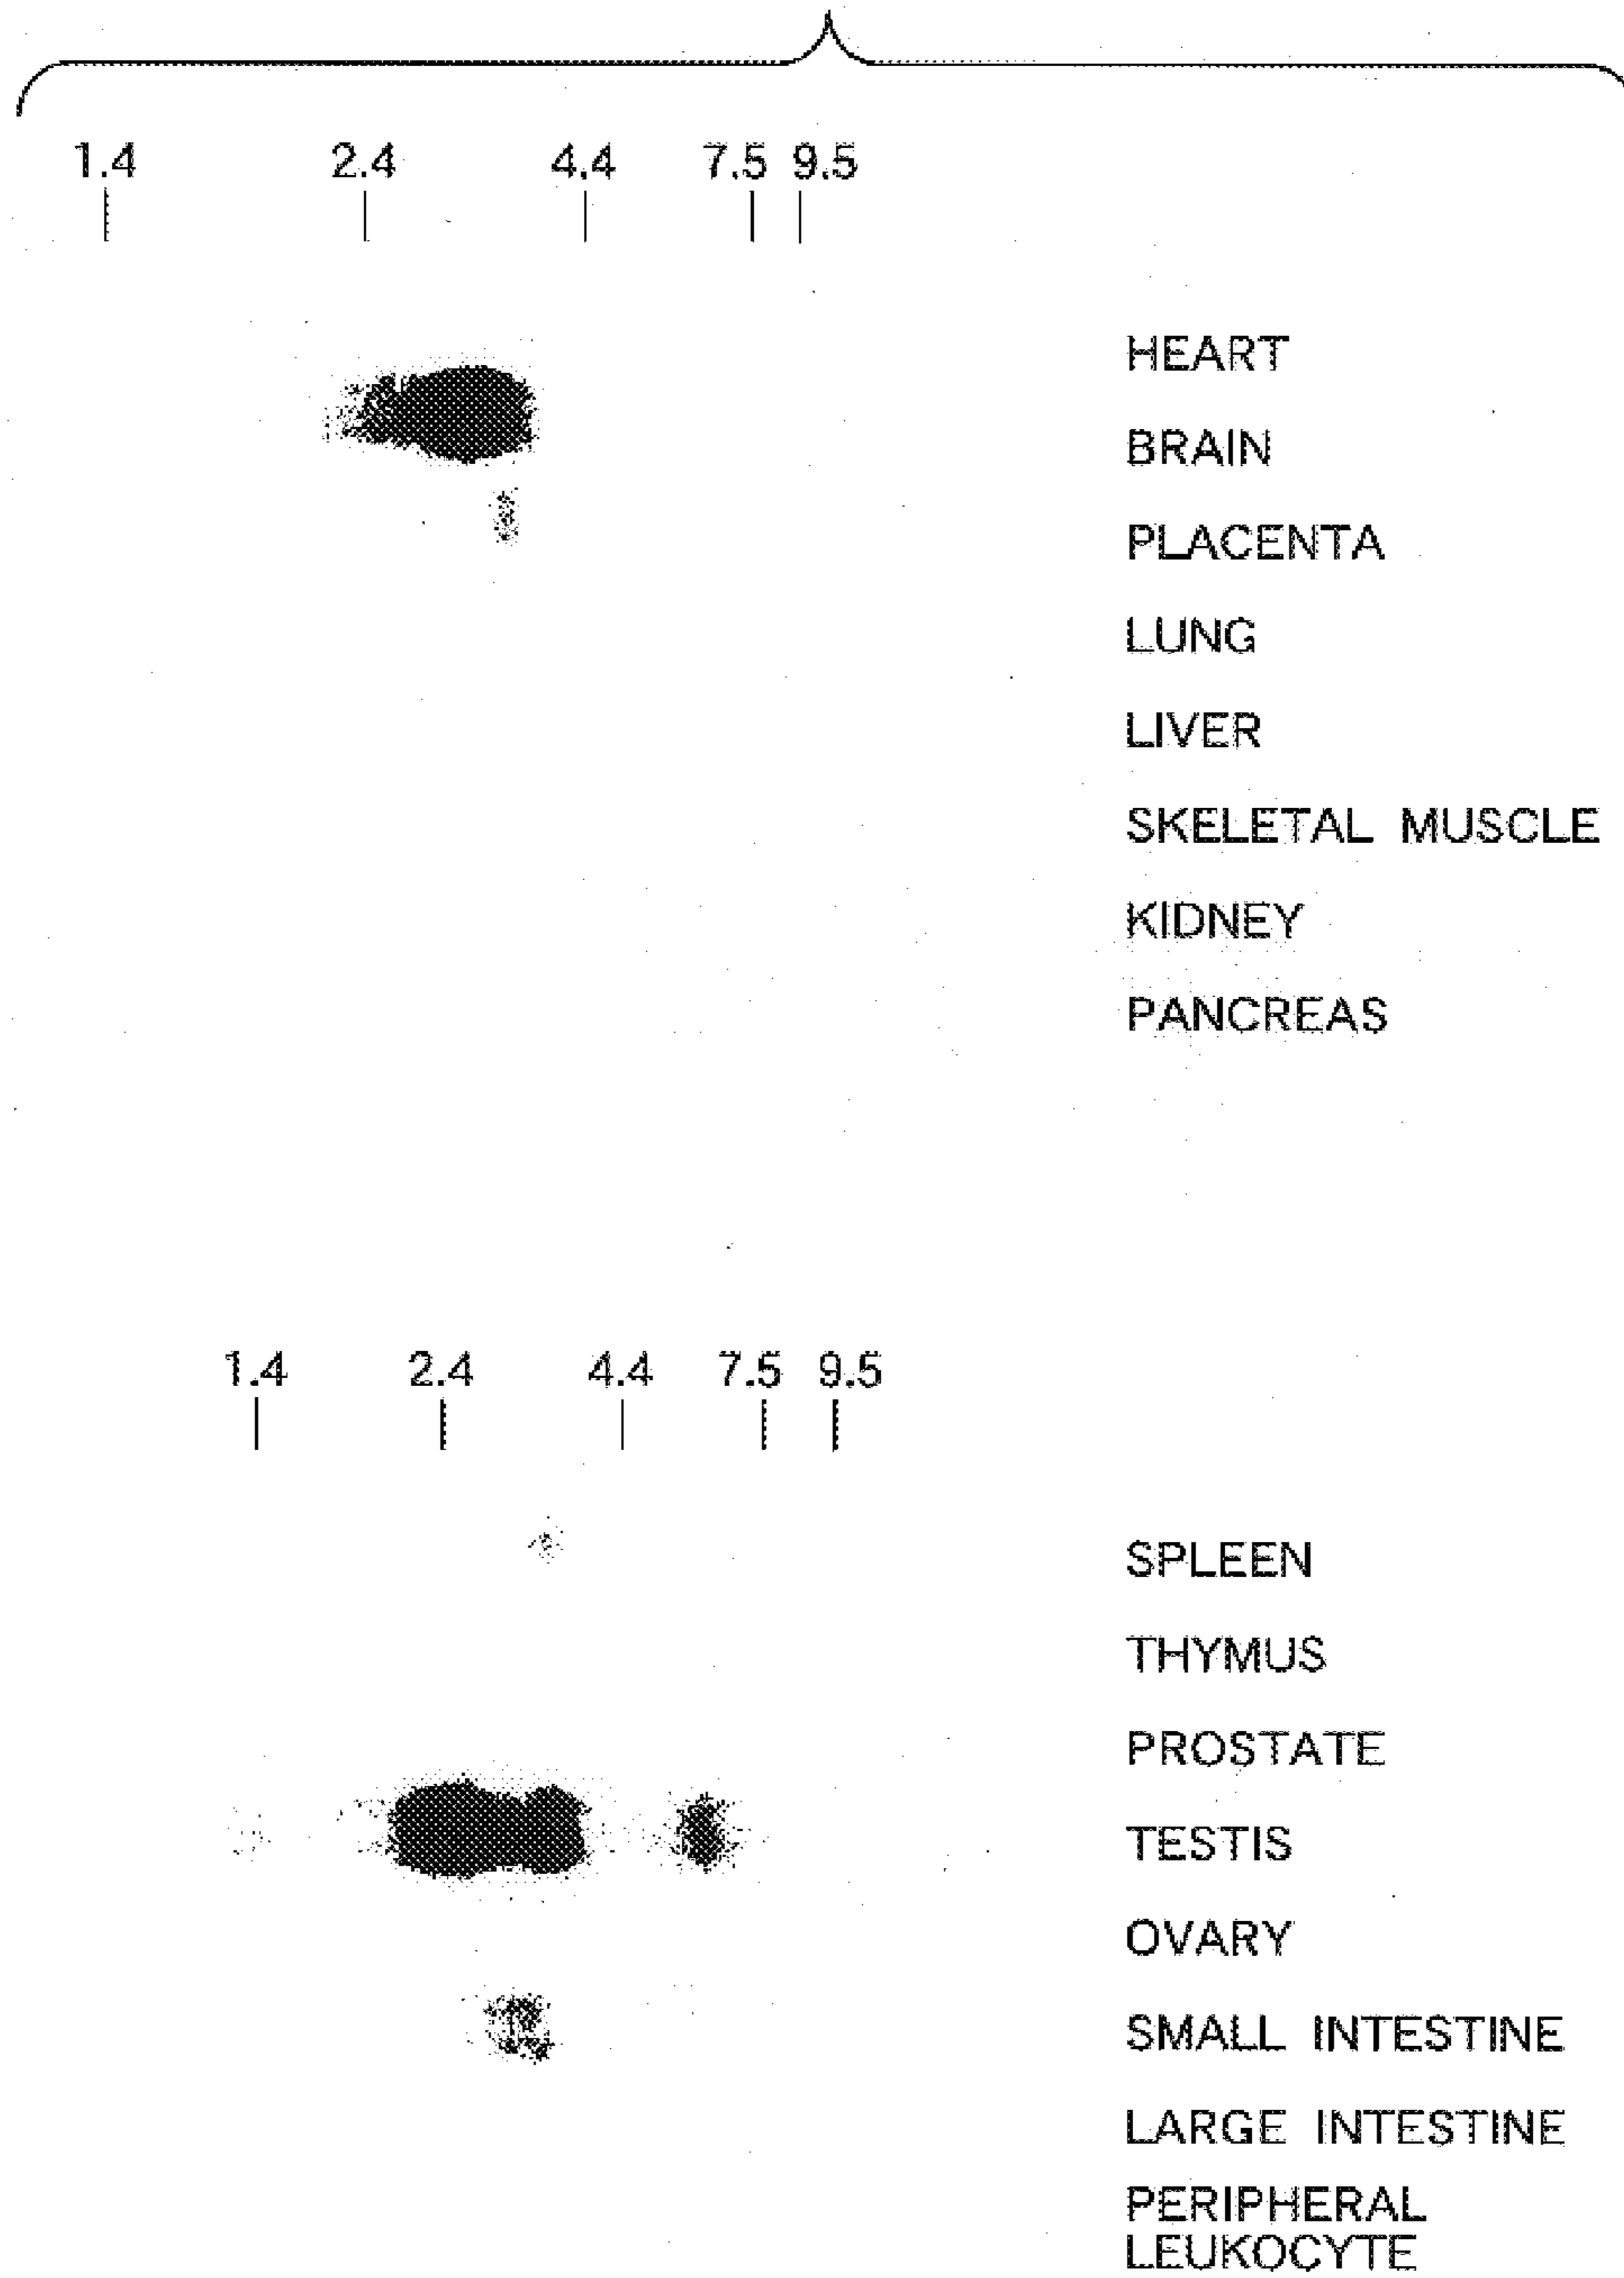 1.4 2.4 4.4 7.5 9.5
HEART
BRAIN
PLACENTA
LUNG
LIVER
SKELETAL MUSCLE
KIDNEY
PANCREAS
1.4 2.4 4.4 7.5 9.5
SPLEEN
THYMUS
PROSTATE
TESTIS
OVARY
SMALL INTESTINE
LARGE INTESTINE
PERIPHERAL
LEUKOCYTE